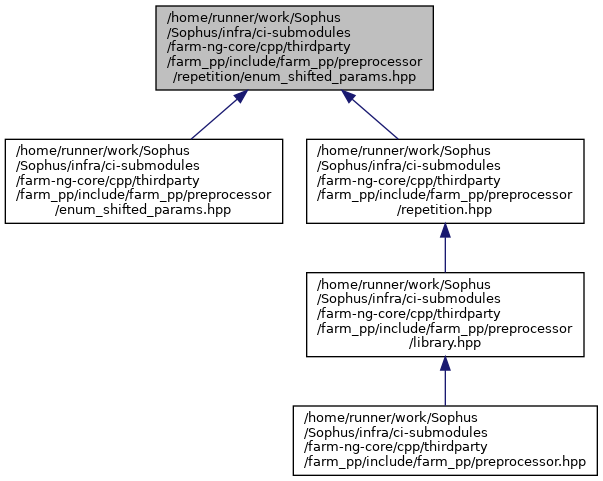 /home/runner/work/Sophus
/Sophus/infra/ci-submodules
/farm-ng-core/cpp/thirdparty
/farm_pp/include/farm_pp/preprocessor
/repetition/enum_shifted_params.hpp
/home/runner/work/Sophus
/Sophus/infra/ci-submodules
/farm-ng-core/cpp/thirdparty
/farm_pp/include/farm_pp/preprocessor
/enum_shifted_params.hpp
/home/runner/work/Sophus
/Sophus/infra/ci-submodules
/farm-ng-core/cpp/thirdparty
/farm_pp/include/farm_pp/preprocessor
/repetition.hpp
/home/runner/work/Sophus
/Sophus/infra/ci-submodules
/farm-ng-core/cpp/thirdparty
/farm_pp/include/farm_pp/preprocessor
/library.hpp
/home/runner/work/Sophus
/Sophus/infra/ci-submodules
/farm-ng-core/cpp/thirdparty
/farm_pp/include/farm_pp/preprocessor.hpp